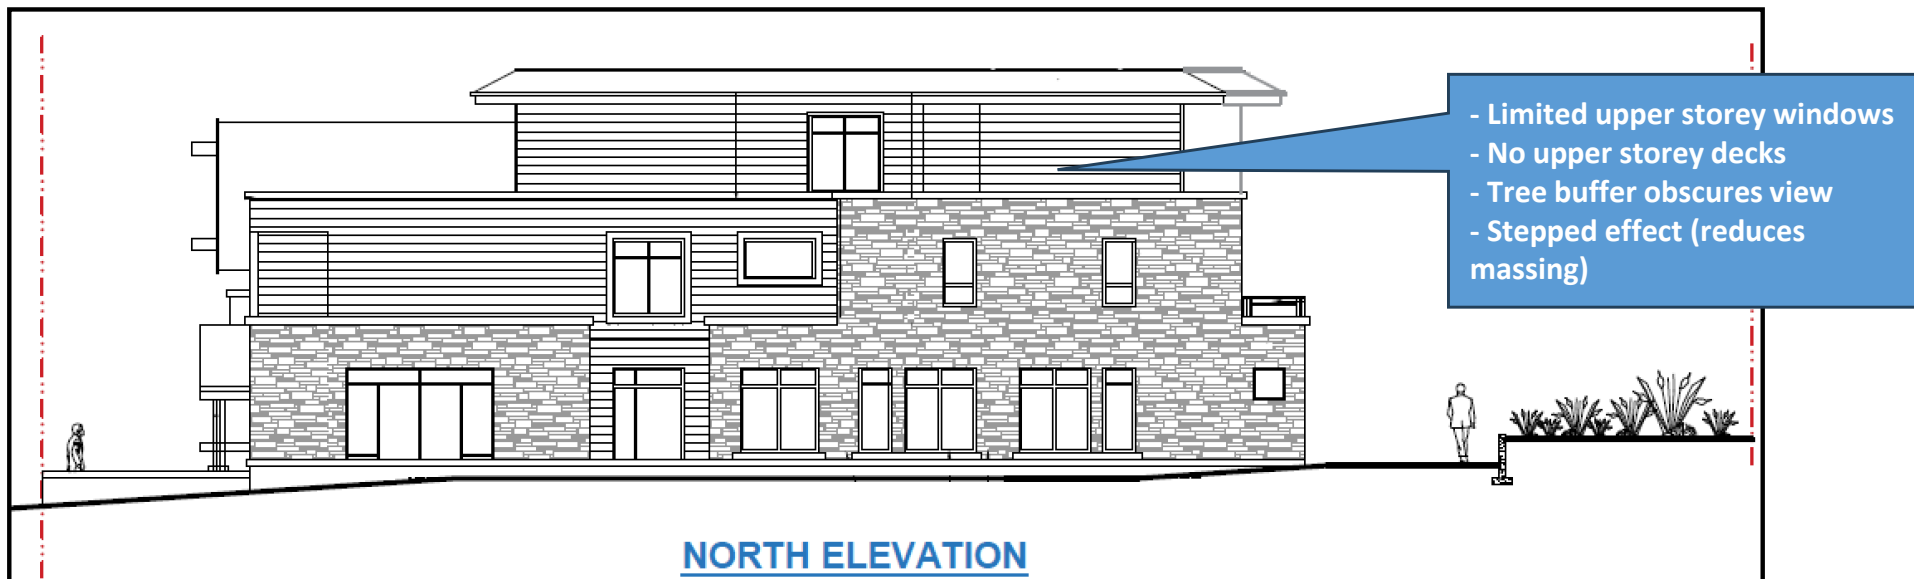 - Limited upper storey windows
- No upper storey decks
- Tree buffer obscures view
- Stepped effect (reduces
massing)
NORTH ELEVATION